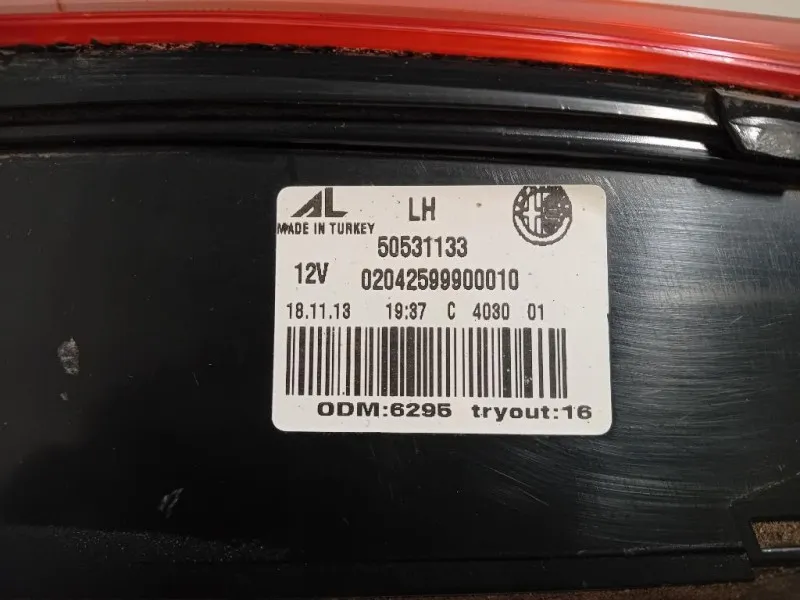 AL LH
MADE IN TURKEY
50531133
12V 02042599900010
18.11.13 19:37 C 4030 01
ODM:6295 tryout:16